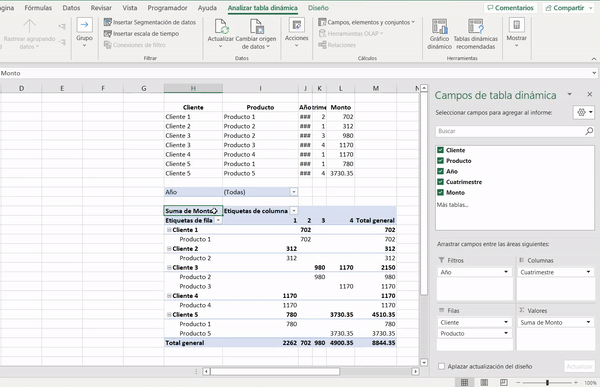 ágina Fórmulas Datos Revisar Vista Programador Ayuda Analizar tabla dinámica Diseño Comentarios Compartir
Rastrear agrupando datos
Grupo
Insertar Segmentación de datos
Insertar escala de tiempo
Conexiones de filtro
Filtrar
Actualizar
Cambiar origen de datos
Datos
Acciones
Campos, elementos y conjuntos
Herramientas OLAP
Relaciones
Cálculos
Gráfico dinámico
Tablas dinámicas recomendadas
Herramientas
Mostrar
Monto
D E F G H I J K L M N
Cliente Producto Año trime Monto
Cliente 1 Producto 1 ### 2 702
Cliente 2 Producto 2 ### 1 312
Cliente 3 Producto 2 ### 3 980
Cliente 3 Producto 3 ### 4 1170
Cliente 4 Producto 4 ### 1 1170
Cliente 5 Producto 1 ### 1 780
Cliente 5 Producto 5 ### 4 3730.35
Año (Todas)
Suma de Monto Etiquetas de columna
Etiquetas de fila 1 2 3 4 Total general
Cliente 1 702 702
Producto 1 702 702
Cliente 2 312 312
Producto 2 312 312
Cliente 3 980 1170 2150
Producto 2 980 980
Producto 3 1170 1170
Cliente 4 1170 1170
Producto 4 1170 1170
Cliente 5 780 3730.35 4510.35
Producto 1 780 780
Producto 5 3730.35 3730.35
Total general 2262 702 980 4900.35 8844.35
Campos de tabla dinámica
Seleccionar campos para agregar al informe:
Buscar
Cliente
Producto
Año
Cuatrimestre
Monto
Más tablas...
Arrastrar campos entre las áreas siguientes:
Filtros Columnas
Año Cuatrimestre
Filas Valores
Cliente Suma de Monto
Producto
Aplazar actualización del diseño Actualizar
100%